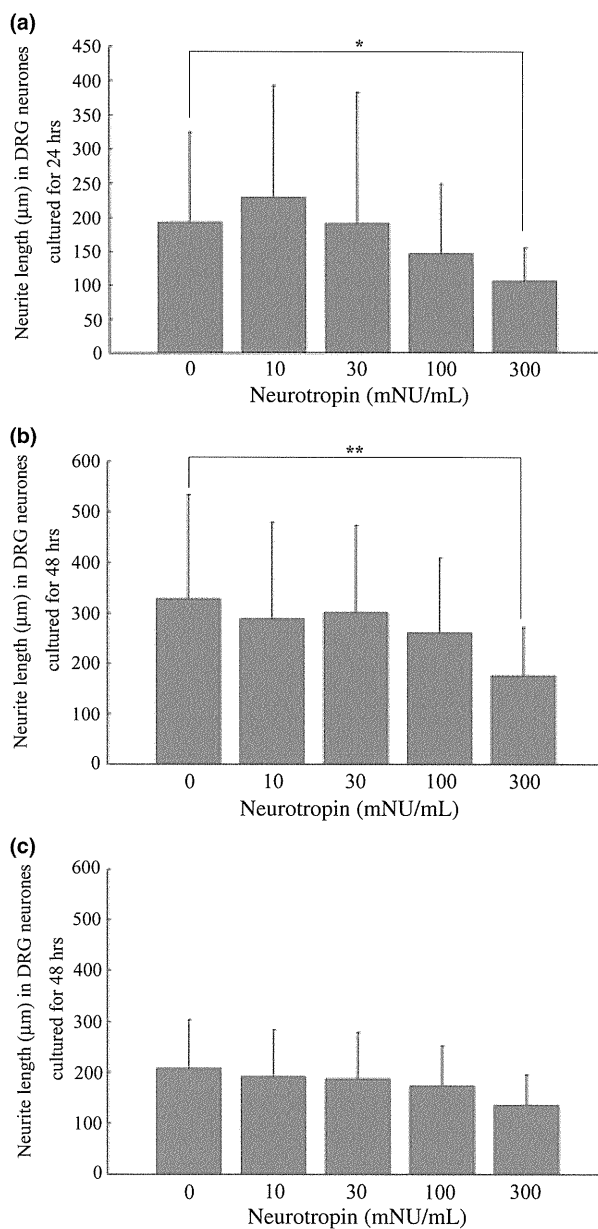 (a)
Neurite length (μm) in DRG neurones
cultured for 24 hrs
450
400
350
300
250
200
150
100
50
0
*
0 10 30 100 300
Neurotropin (mNU/mL)
(b)
Neurite length (μm) in DRG neurones
cultured for 48 hrs
600
500
400
300
200
100
0
**
0 10 30 100 300
Neurotropin (mNU/mL)
(c)
Neurite length (μm) in DRG neurones
cultured for 48 hrs
600
500
400
300
200
100
0
0 10 30 100 300
Neurotropin (mNU/mL)